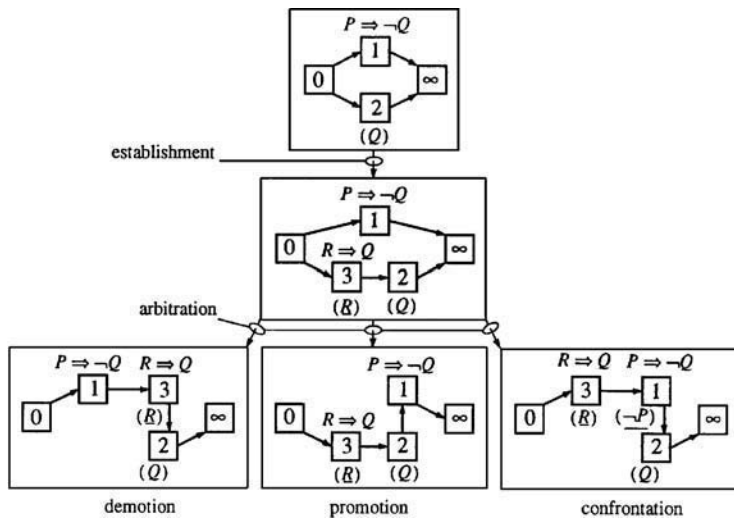 P ⇒ ¬Q
1
0 ∞
2
(Q)
establishment
P ⇒ ¬Q
1
0 R ⇒ Q ∞
3 2
(R) (Q)
arbitration
P ⇒ ¬Q R ⇒ Q
1 3
0 (R) ∞
2
(Q)
demotion
P ⇒ ¬Q
1
0 R ⇒ Q ∞
3 2
(R) (Q)
promotion
R ⇒ Q P ⇒ ¬Q
3 1
0 (R) (¬P) ∞
2
(Q)
confrontation